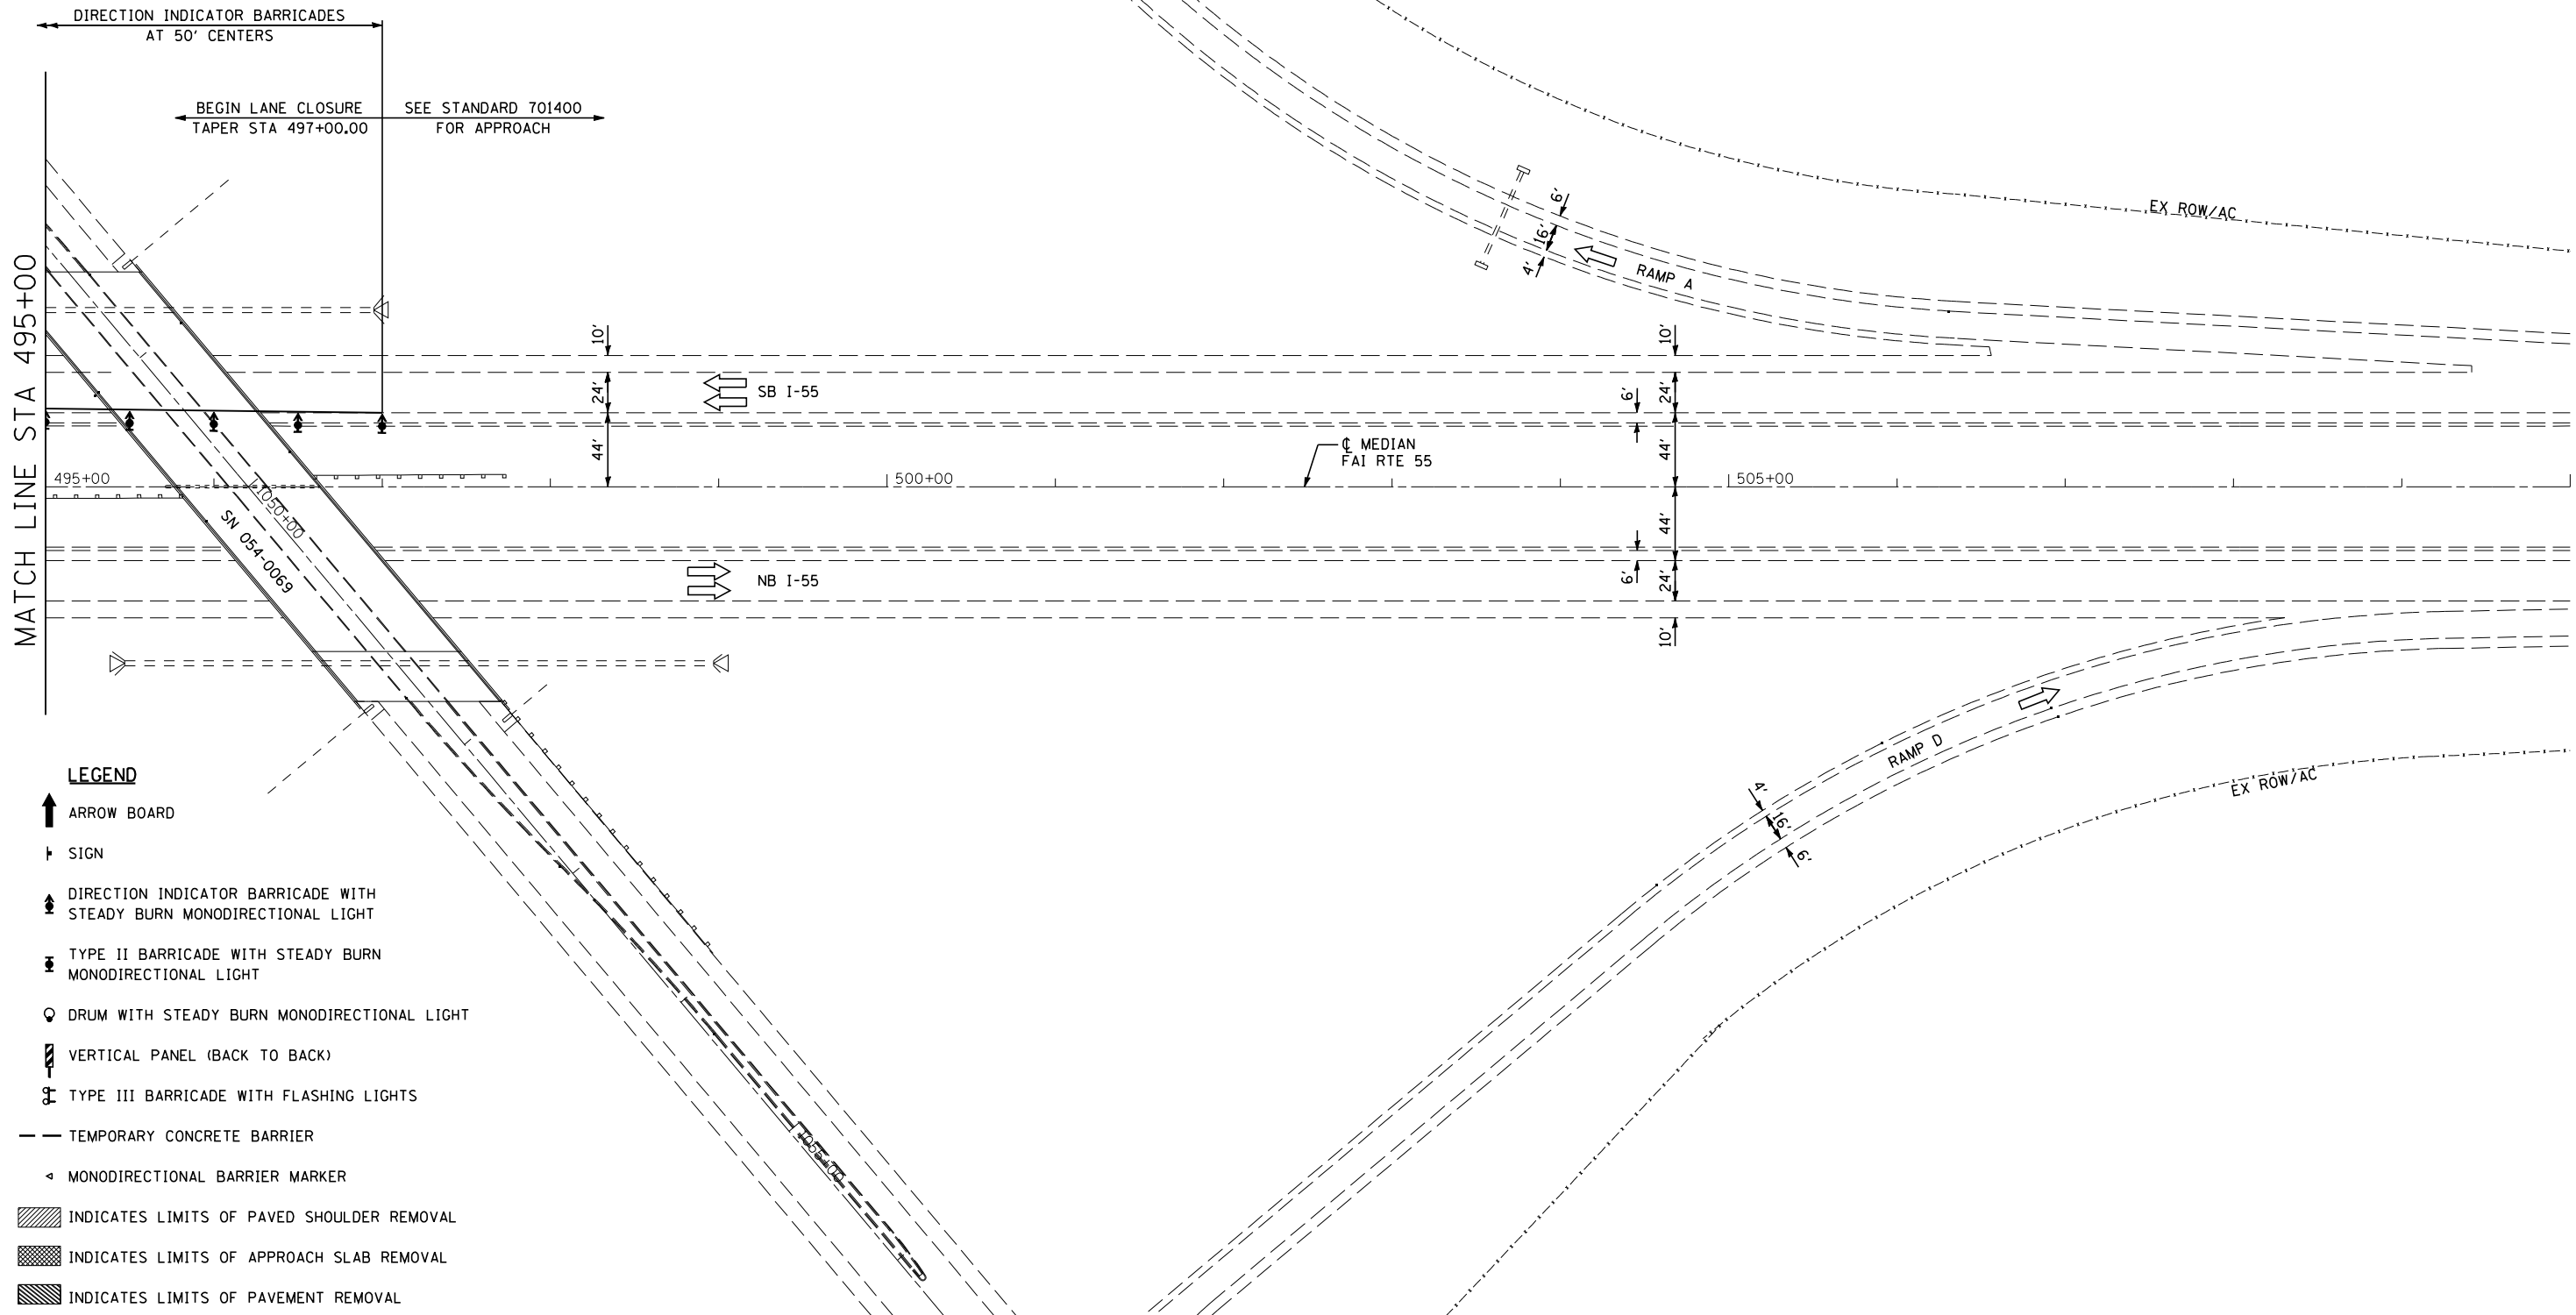 DIRECTION INDICATOR BARRICADES
AT 50' CENTERS
BEGIN LANE CLOSURE
TAPER STA 497+00.00
SEE STANDARD 701400
FOR APPROACH
MATCH LINE STA 495+00
EX ROW/AC
6'
16'
4'
RAMP A
10'
24'
44'
SB I-55
10'
24'
6'
44'
℄ MEDIAN
FAI RTE 55
495+00
500+00
505+00
1050+00
SN 054-0069
44'
6'
24'
10'
NB I-55
RAMP D
EX ROW/AC
4'
16'
6'
1055+00
LEGEND
ARROW BOARD
SIGN
DIRECTION INDICATOR BARRICADE WITH
STEADY BURN MONODIRECTIONAL LIGHT
TYPE II BARRICADE WITH STEADY BURN
MONODIRECTIONAL LIGHT
DRUM WITH STEADY BURN MONODIRECTIONAL LIGHT
VERTICAL PANEL (BACK TO BACK)
TYPE III BARRICADE WITH FLASHING LIGHTS
TEMPORARY CONCRETE BARRIER
MONODIRECTIONAL BARRIER MARKER
INDICATES LIMITS OF PAVED SHOULDER REMOVAL
INDICATES LIMITS OF APPROACH SLAB REMOVAL
INDICATES LIMITS OF PAVEMENT REMOVAL